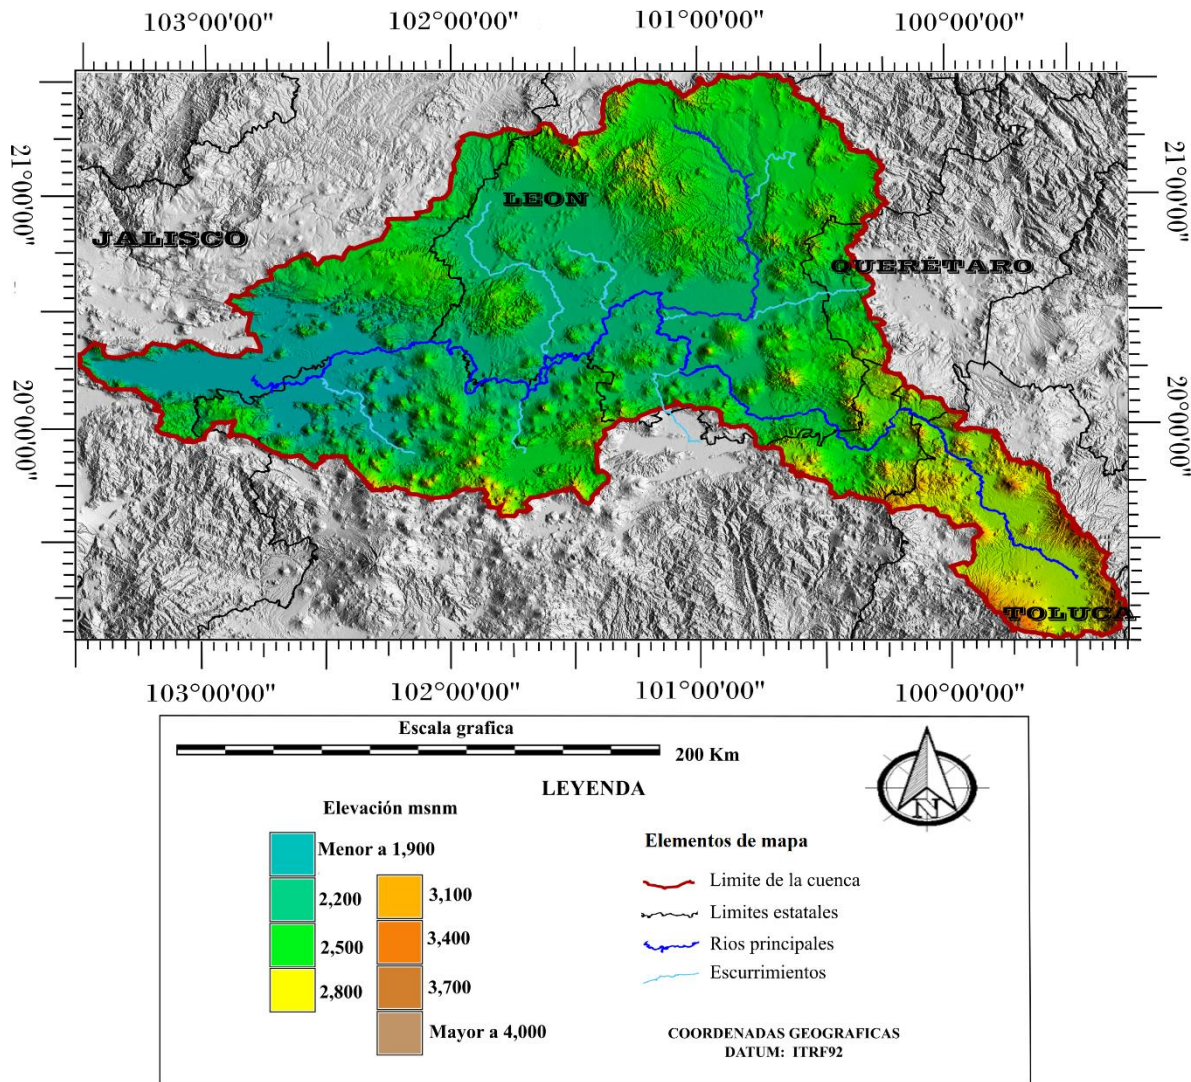 103°00'00" 102°00'00" 101°00'00" 100°00'00"
21°00'00" 21°00'00"
LEON
JALISCO
QUERÉTARO
20°00'00" 20°00'00"
TOLUCA
103°00'00" 102°00'00" 101°00'00" 100°00'00"
Escala grafica
200 Km
LEYENDA
Elevación msnm
Menor a 1,900
2,200
2,500
2,800
3,100
3,400
3,700
Mayor a 4,000
N
Elementos de mapa
Limite de la cuenca
Limites estatales
Rios principales
Escurrimientos
COORDENADAS GEOGRAFICAS
DATUM: ITRF92